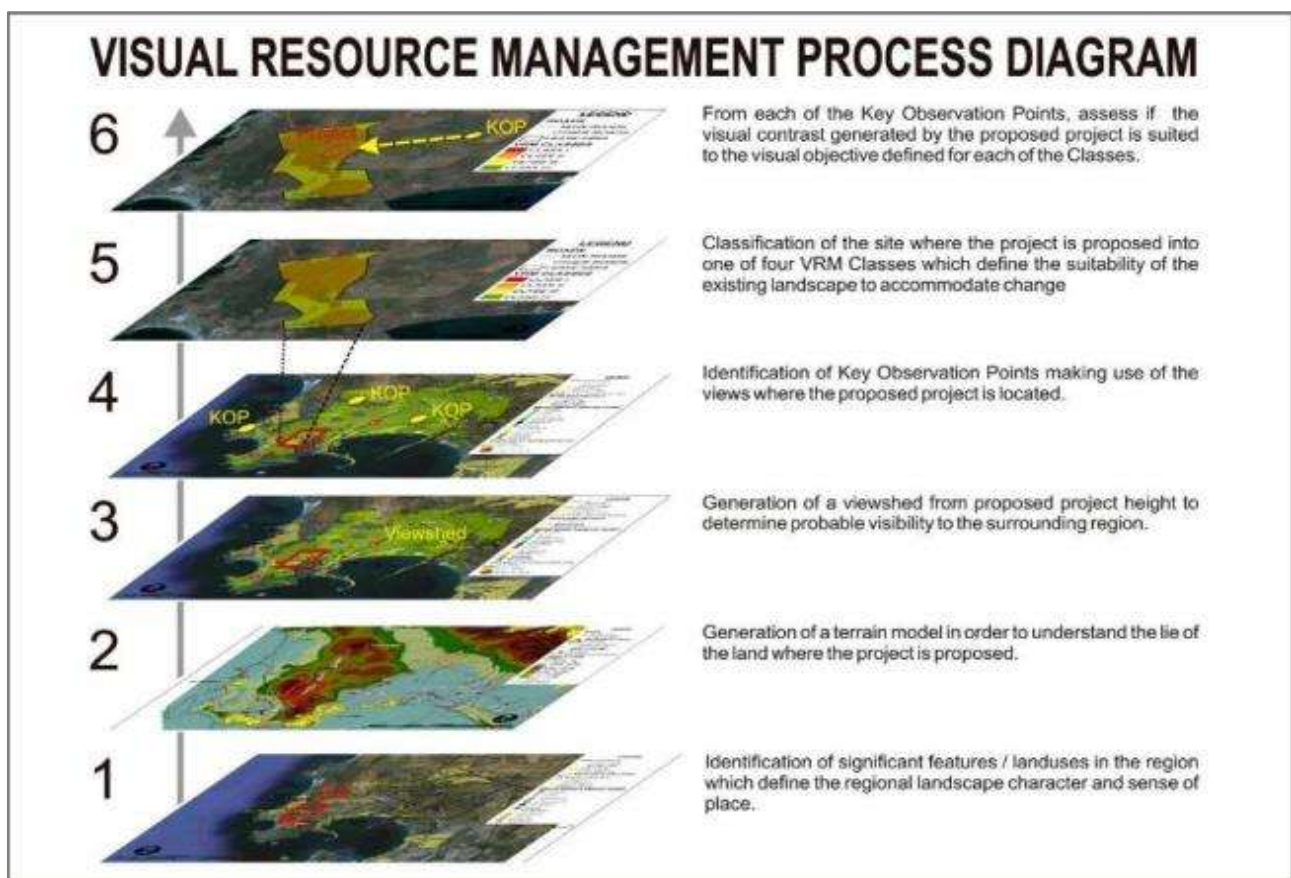 VISUAL RESOURCE MANAGEMENT PROCESS DIAGRAM
6
KOP
LEGEND
From each of the Key Observation Points, assess if the
visual contrast generated by the proposed project is suited
to the visual objective defined for each of the Classes.
5
LEGEND
Classification of the site where the project is proposed into
one of four VRM Classes which define the suitability of the
existing landscape to accommodate change
4
KOP
KOP
KOP
Identification of Key Observation Points making use of the
views where the proposed project is located.
3
Viewshed
Generation of a viewshed from proposed project height to
determine probable visibility to the surrounding region.
2
Generation of a terrain model in order to understand the lie of
the land where the project is proposed.
1
Identification of significant features / landuses in the region
which define the regional landscape character and sense of
place.